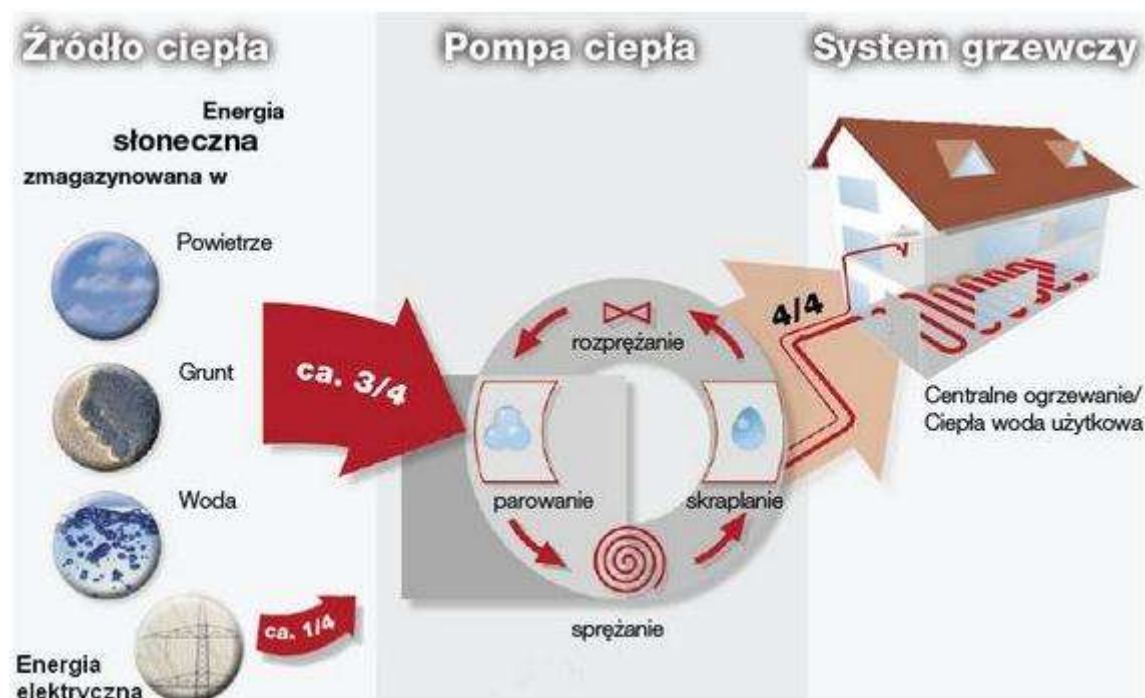 Źródło ciepła
Pompa ciepła
System grzewczy
Energia
słoneczna
zmagazynowana w
Powietrze
Grunt
Woda
Energia
elektryczna
ca. 3/4
ca. 1/4
rozprężanie
parowanie
skraplanie
sprężanie
4/4
Centralne ogrzewanie/
Ciepła woda użytkowa